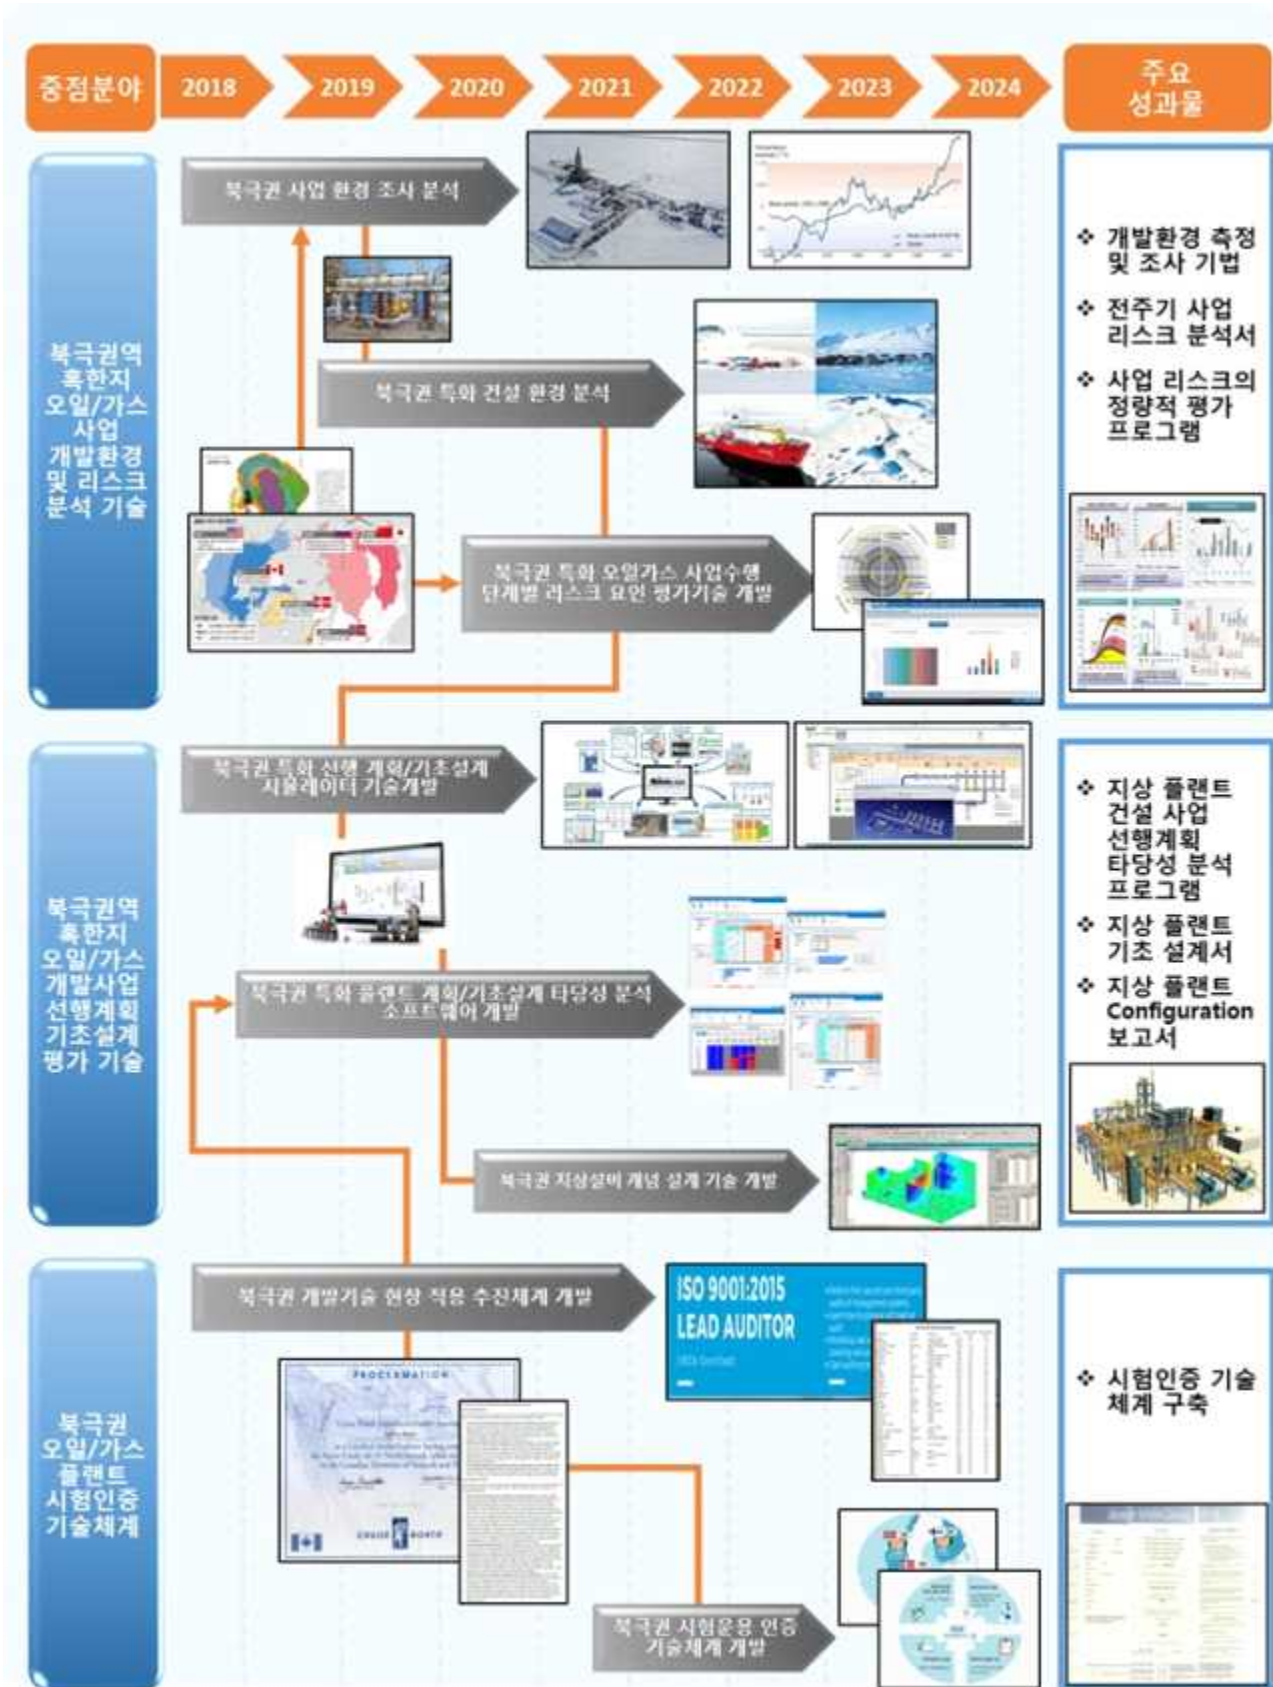 중점분야
2018
2019
2020
2021
2022
2023
2024
주요
성과물
북극권역
혹한지
오일/가스
사업
개발환경
및 리스크
분석 기술
북극권 사업 환경 조사 분석
북극권 특화 건설 환경 분석
북극권 특화 오일가스 사업수행
단계별 리스크 요인 평가기술 개발
❖ 개발환경 측정
및 조사 기법
❖ 전주기 사업
리스크 분석서
❖ 사업 리스크의
정량적 평가
프로그램
북극권역
혹한지
오일/가스
개발사업
선행계획
기초설계
평가 기술
북극권 특화 선행 계획/기초설계
시뮬레이터 기술개발
북극권 특화 플랜트 계획/기초설계 타당성 분석
소프트웨어 개발
북극권 지상설비 개념 설계 기술 개발
❖ 지상 플랜트
건설 사업
선행계획
타당성 분석
프로그램
❖ 지상 플랜트
기초 설계서
❖ 지상 플랜트
Configuration
보고서
북극권
오일/가스
플랜트
시험인증
기술체계
북극권 개발기술 현장 적용 추진체계 개발
ISO 9001:2015
LEAD AUDITOR
PROCLAMATION
북극권 시험운용 인증
기술체계 개발
❖ 시험인증 기술
체계 구축